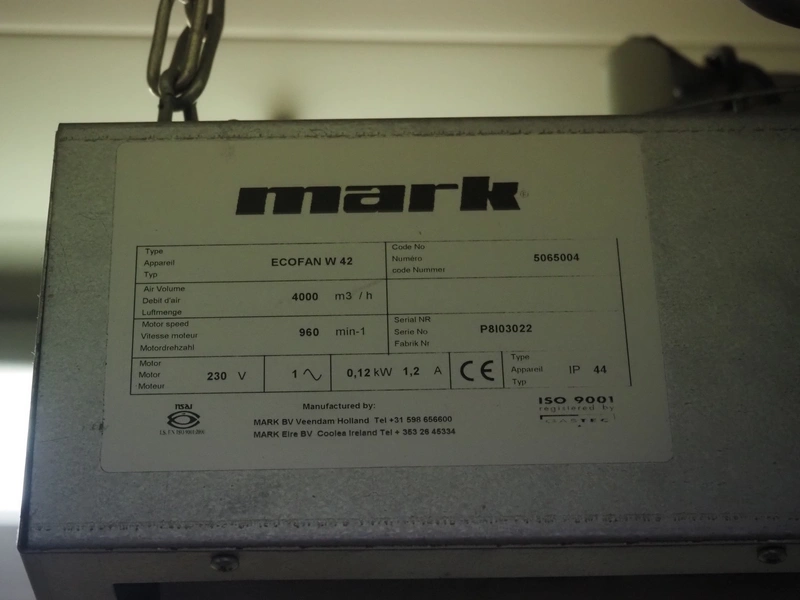 mark
Type
Appareil ECOFAN W 42
Typ
Code No
Numéro 5065004
code Nummer
Air Volume
Debit d'air 4000 m3 / h
Luftmenge
Motor speed
Vitesse moteur 960 min-1
Motordrehzahl
Serial NR
Serie No P8I03022
Fabrik Nr
Motor
Motor 230 V 1 0,12 kW 1,2 A CE
Moteur
Type
Appareil IP 44
Typ
NSAI
Manufactured by:
MARK BV Veendam Holland Tel +31 598 656600
MARK Eire BV Coolea Ireland Tel + 353 26 45334
ISO 9001
registered by